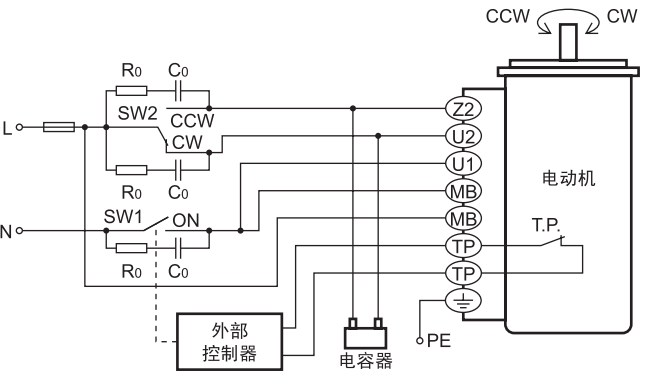 CCW CW
R0 C0
L SW2 CCW
CW
R0 C0
N SW1 ON
R0 C0
Z2
U2
U1
MB
MB
TP
TP
电动机
T.P.
外部
控制器
电容器
PE